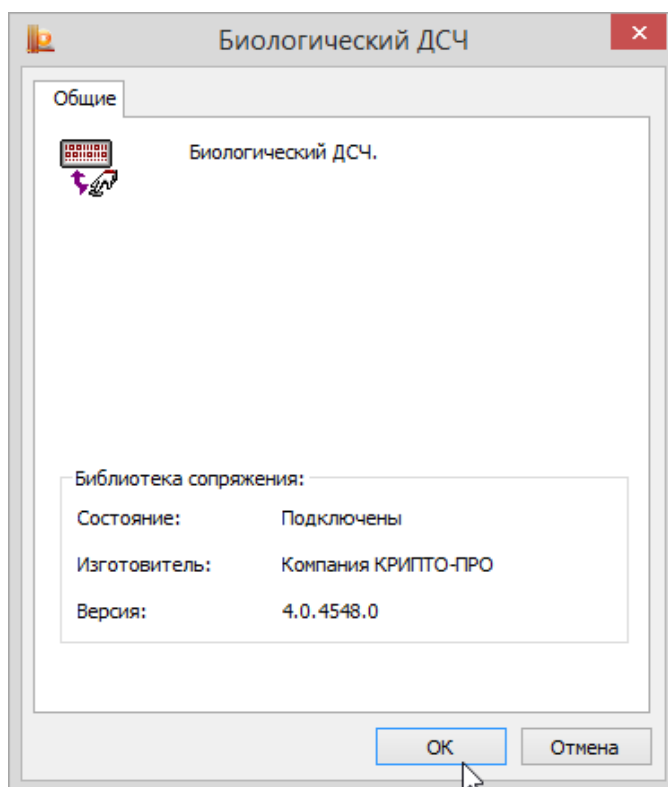 Биологический ДСЧ
Общие
Биологический ДСЧ.
Библиотека сопряжения:
Состояние: Подключены
Изготовитель: Компания КРИПТО-ПРО
Версия: 4.0.4548.0
ОК Отмена